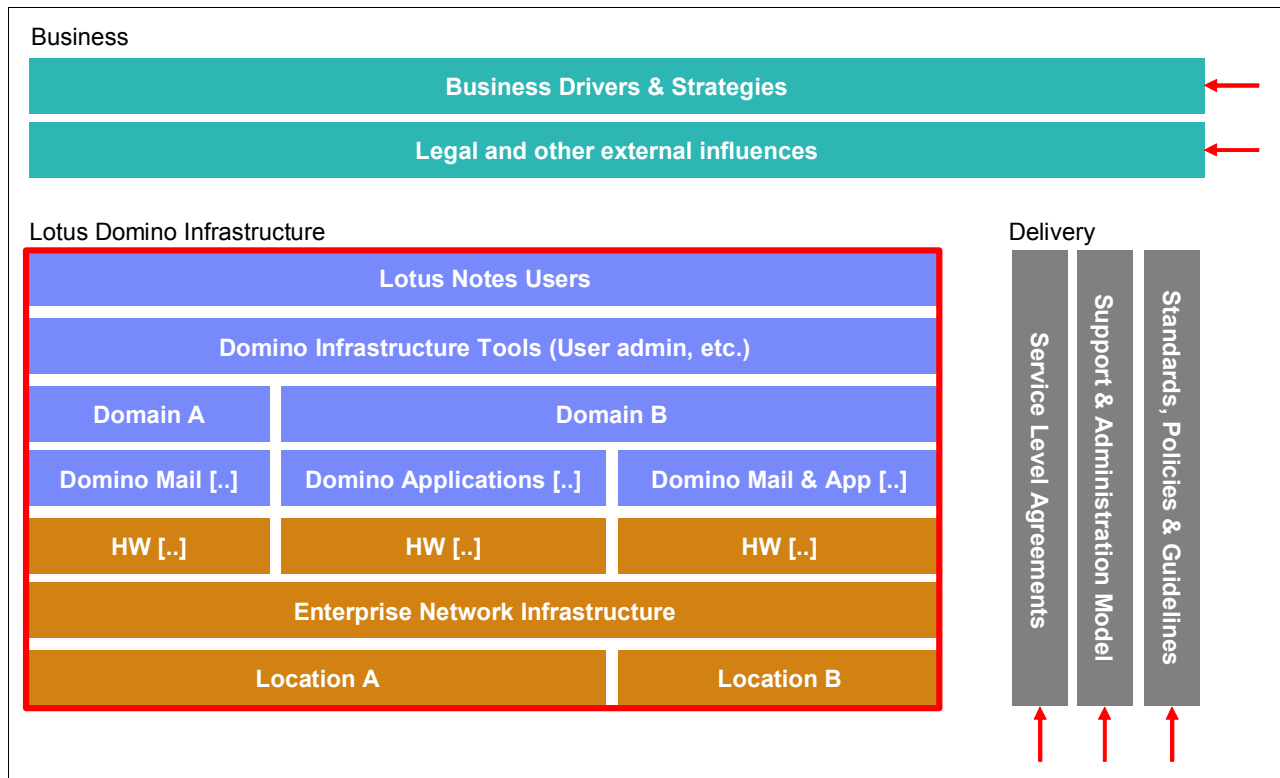 Business
Business Drivers & Strategies
Legal and other external influences
Lotus Domino Infrastructure
Lotus Notes Users
Domino Infrastructure Tools (User admin, etc.)
Domain A
Domain B
Domino Mail [..]
Domino Applications [..]
Domino Mail & App [..]
HW [..]
HW [..]
HW [..]
Enterprise Network Infrastructure
Location A
Location B
Delivery
Service Level Agreements
Support & Administration Model
Standards, Policies & Guidelines